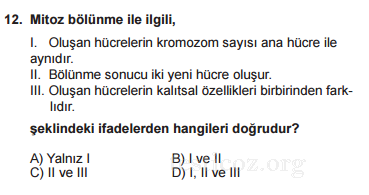 12. Mitoz bölünme ile ilgili,
I. Oluşan hücrelerin kromozom sayısı ana hücre ile
aynıdır.
II. Bölünme sonucu iki yeni hücre oluşur.
III. Oluşan hücrelerin kalıtsal özellikleri birbirinden fark-
lıdır.
şeklindeki ifadelerden hangileri doğrudur?
A) Yalnız I B) I ve II
C) II ve III D) I, II ve III